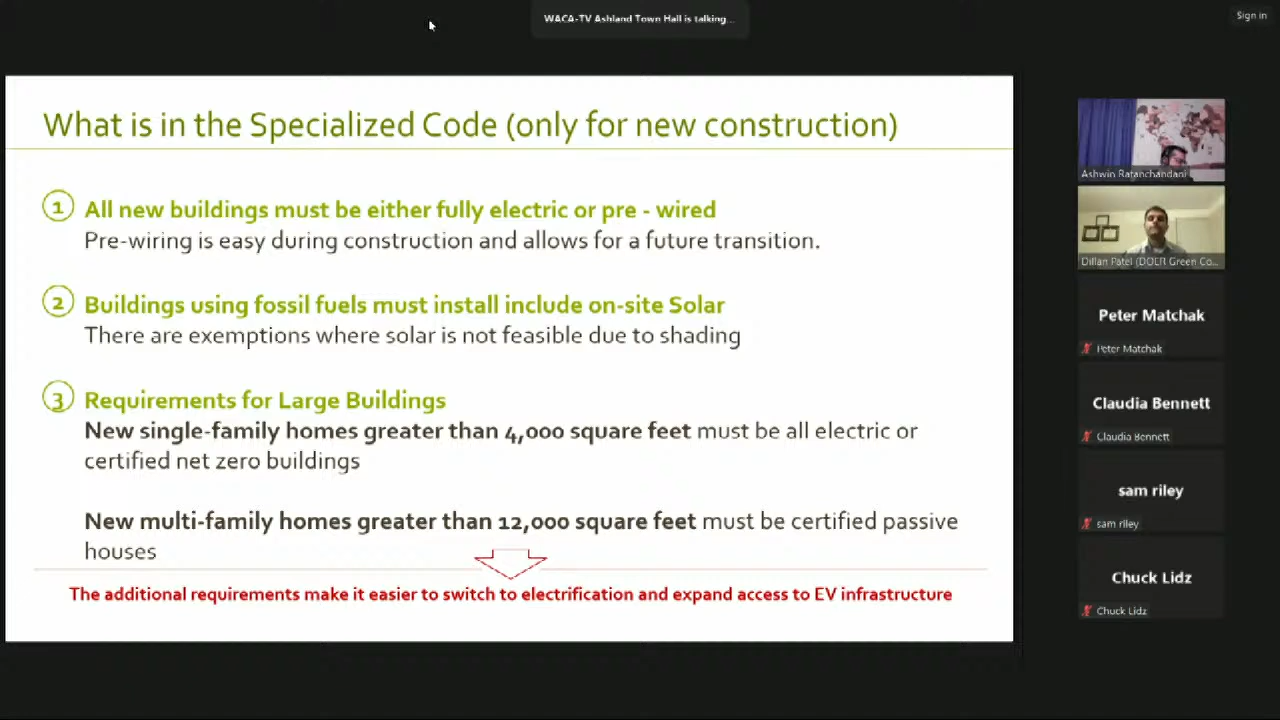 WACA-TV Ashland Town Hall is talking...
Sign in
What is in the Specialized Code (only for new construction)
1 All new buildings must be either fully electric or pre - wired
Pre-wiring is easy during construction and allows for a future transition.
2 Buildings using fossil fuels must install include on-site Solar
There are exemptions where solar is not feasible due to shading
3 Requirements for Large Buildings
New single-family homes greater than 4,000 square feet must be all electric or
certified net zero buildings
New multi-family homes greater than 12,000 square feet must be certified passive
houses
The additional requirements make it easier to switch to electrification and expand access to EV infrastructure
Ashwin Ratanchandani
Dillan Patel (DOER Green Co...
Peter Matchak
Peter Matchak
Claudia Bennett
Claudia Bennett
sam riley
sam riley
Chuck Lidz
Chuck Lidz